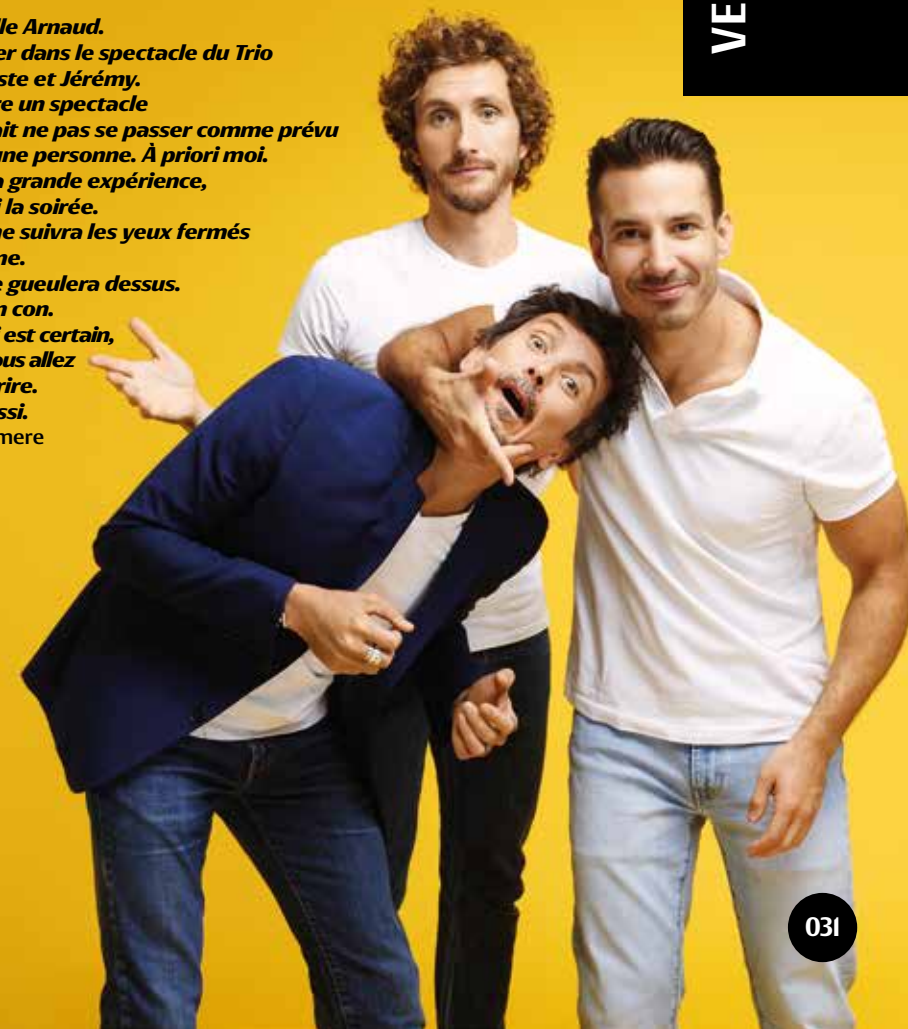 lle Arnaud.
er dans le spectacle du Trio
ste et Jérémy.
e un spectacle
ait ne pas se passer comme prévu
une personne. À priori moi.
a grande expérience,
i la soirée.
ne suivra les yeux fermés
ne.
e gueulera dessus.
n con.
i est certain,
ous allez
rire.
ssi.
mere
VE
031